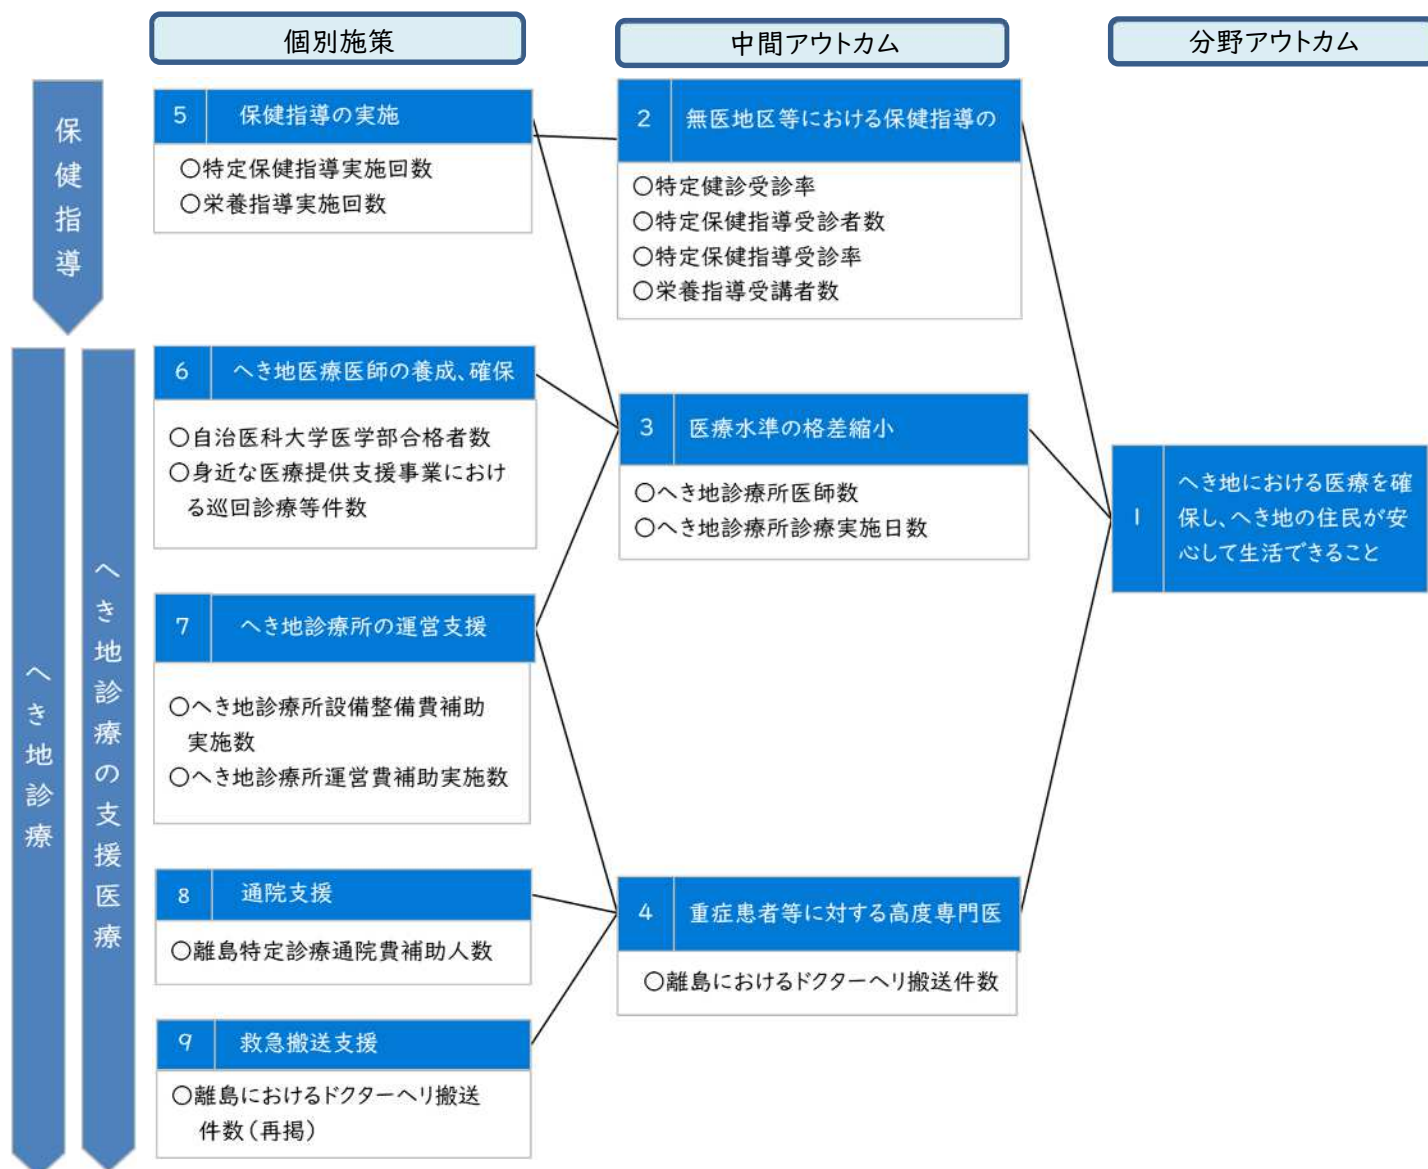 個別施策
中間アウトカム
分野アウトカム
保健指導
へき地診療
へき地診療の支援医療
5 保健指導の実施
○特定保健指導実施回数
○栄養指導実施回数
6 へき地医療医師の養成、確保
○自治医科大学医学部合格者数
○身近な医療提供支援事業におけ
る巡回診療等件数
7 へき地診療所の運営支援
○へき地診療所設備整備費補助
実施数
○へき地診療所運営費補助実施数
8 通院支援
○離島特定診療通院費補助人数
9 救急搬送支援
○離島におけるドクターヘリ搬送
件数(再掲)
2 無医地区等における保健指導の
○特定健診受診率
○特定保健指導受診者数
○特定保健指導受診率
○栄養指導受講者数
3 医療水準の格差縮小
○へき地診療所医師数
○へき地診療所診療実施日数
4 重症患者等に対する高度専門医
○離島におけるドクターヘリ搬送件数
1 へき地における医療を確
保し、へき地の住民が安
心して生活できること